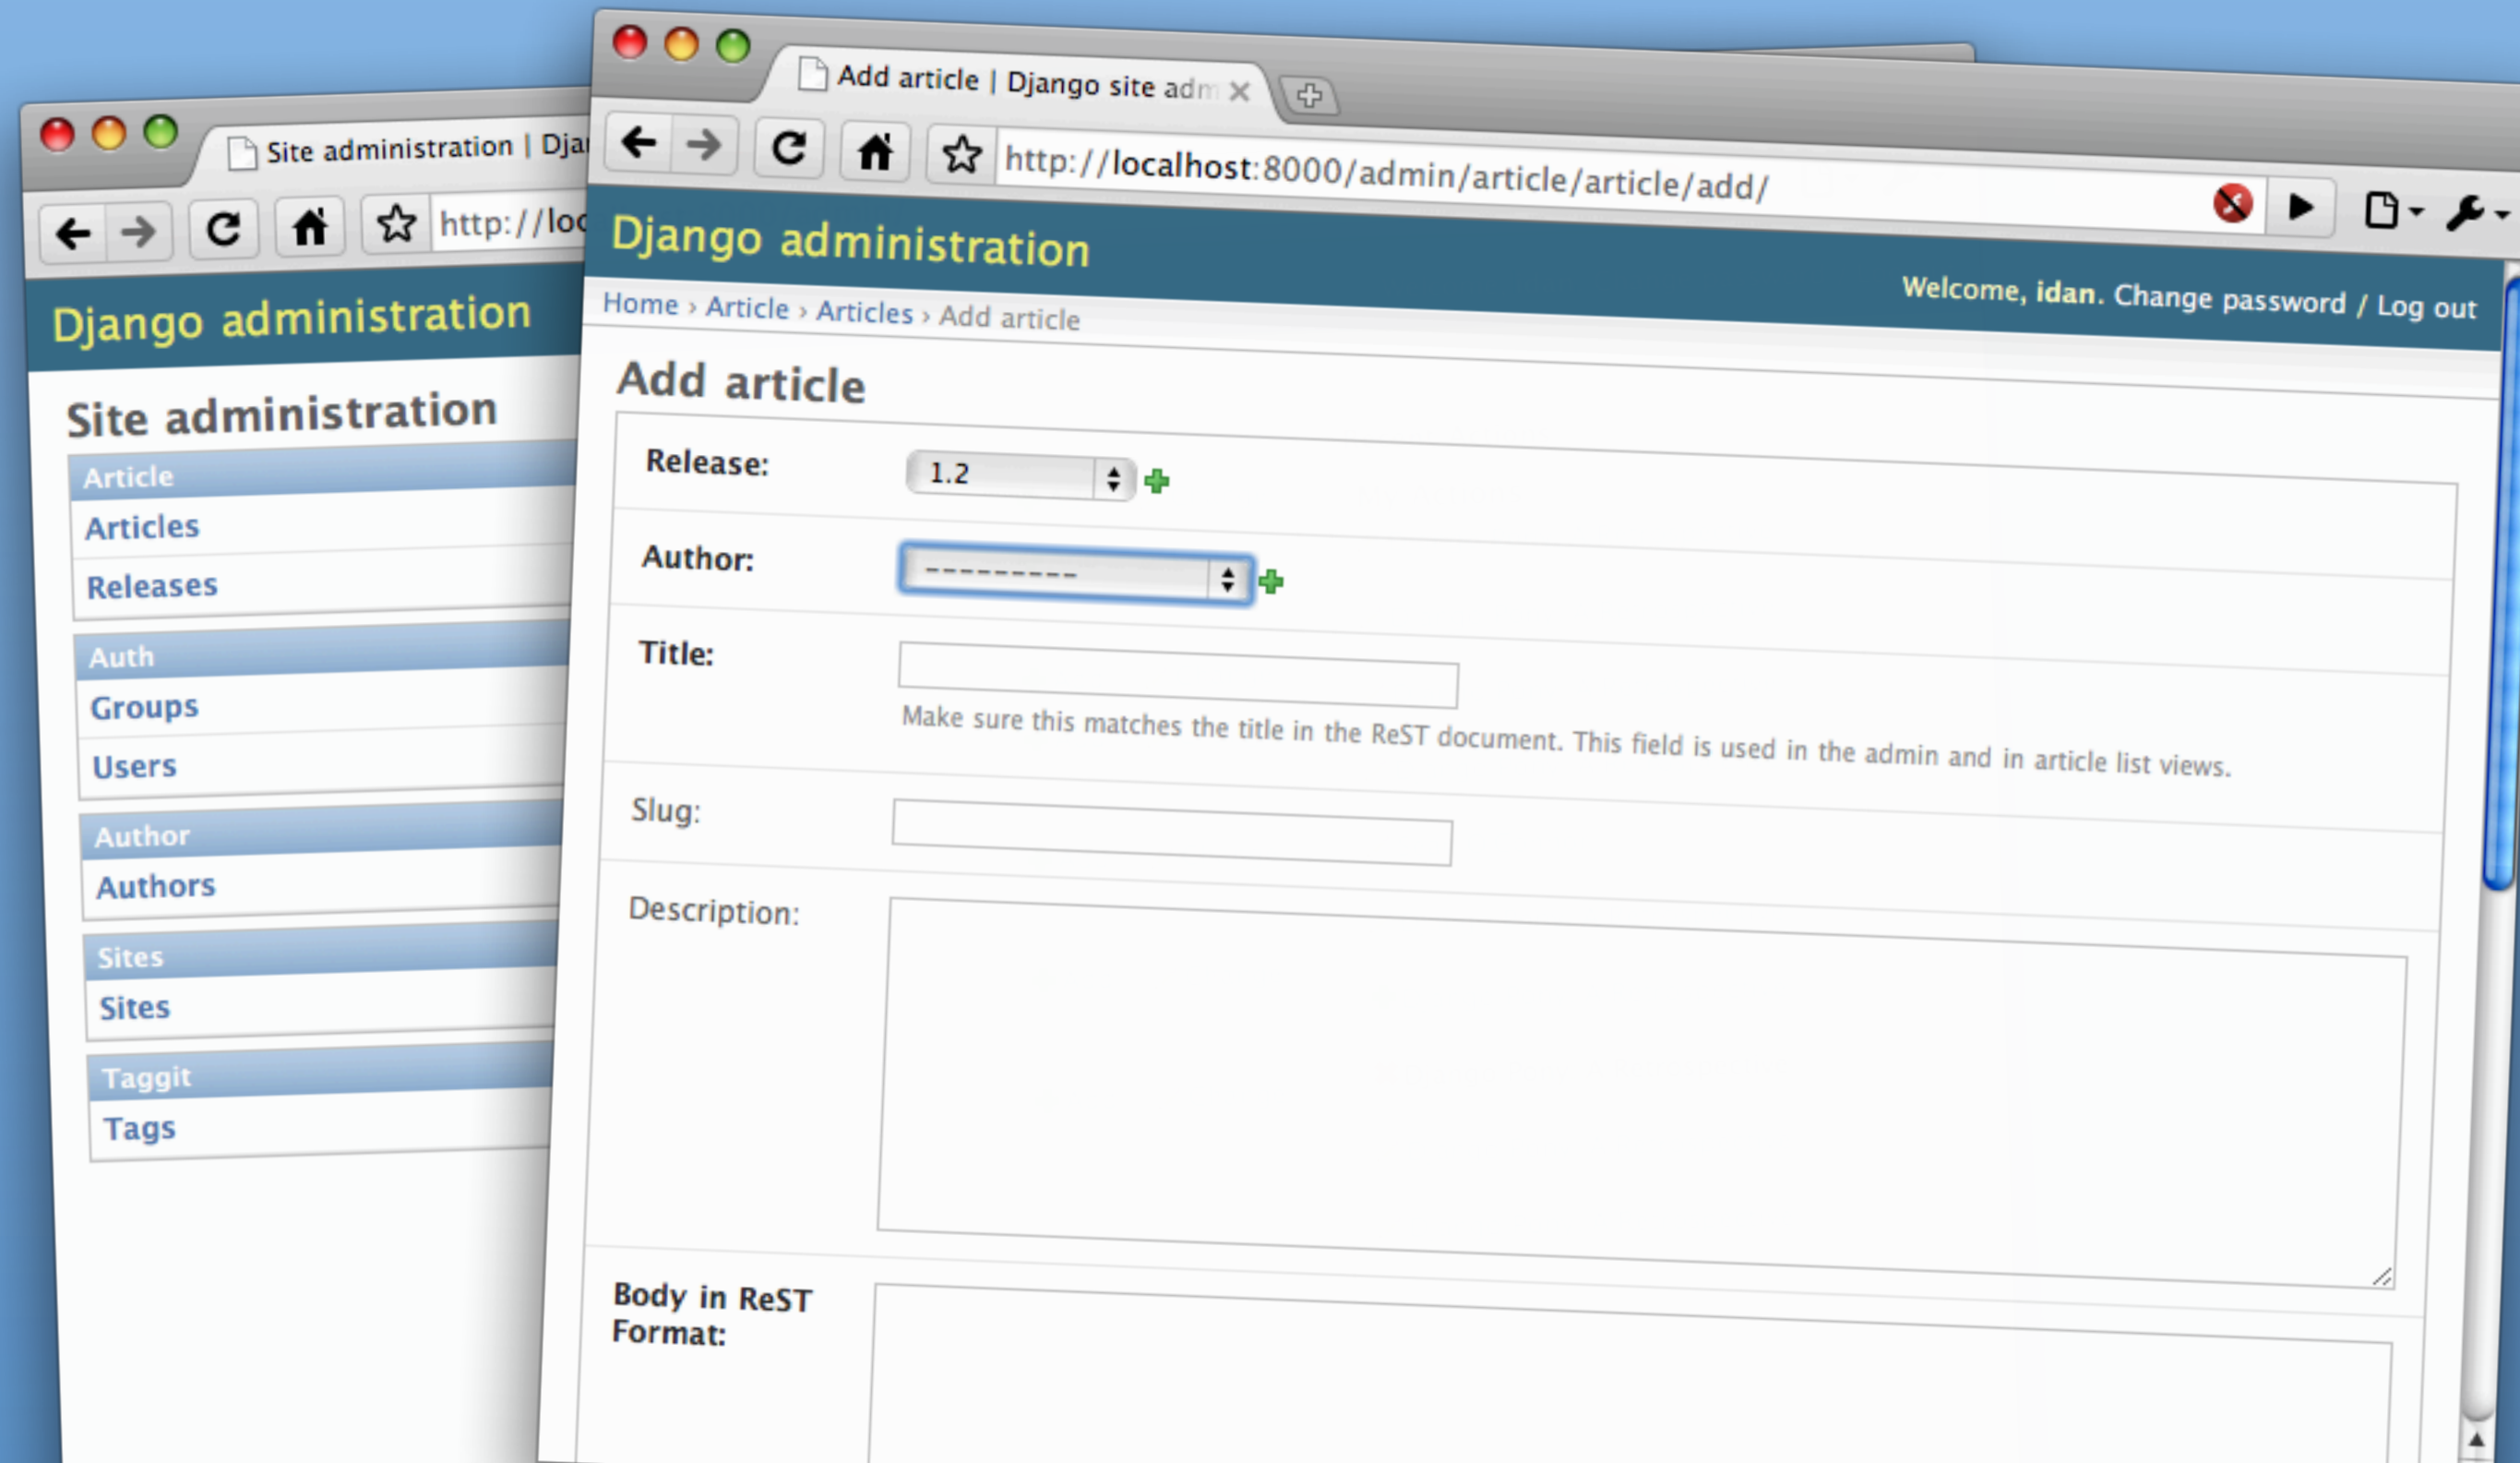 Site administration | Djan
http://loc
Django administration
Site administration
Article
Articles
Releases
Auth
Groups
Users
Author
Authors
Sites
Sites
Taggit
Tags
Add article | Django site adm
http://localhost:8000/admin/article/article/add/
Django administration
Welcome, idan. Change password / Log out
Home › Article › Articles › Add article
Add article
Release: 1.2
Author: ---------
Title:
Make sure this matches the title in the ReST document. This field is used in the admin and in article list views.
Slug:
Description:
Body in ReST
Format: